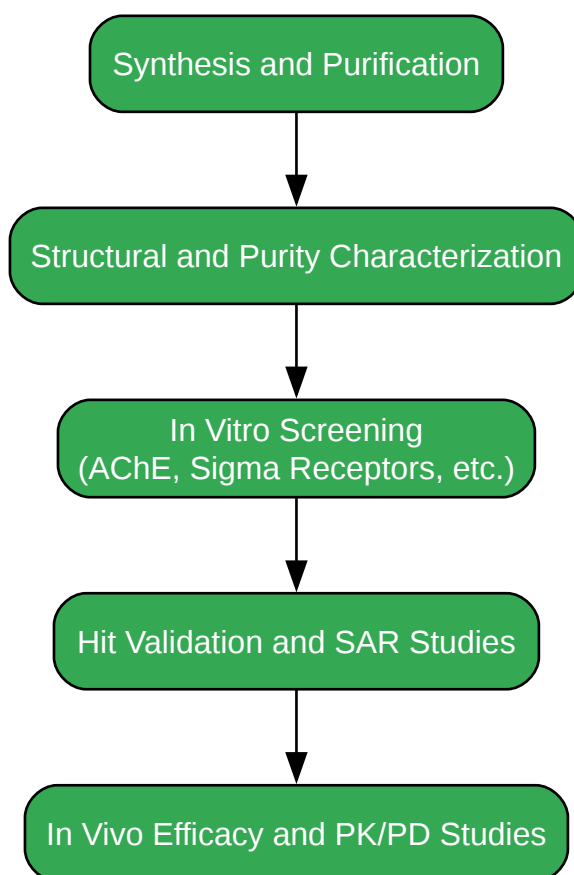 Synthesis and Purification
Structural and Purity Characterization
In Vitro Screening
(AChE, Sigma Receptors, etc.)
Hit Validation and SAR Studies
In Vivo Efficacy and PK/PD Studies